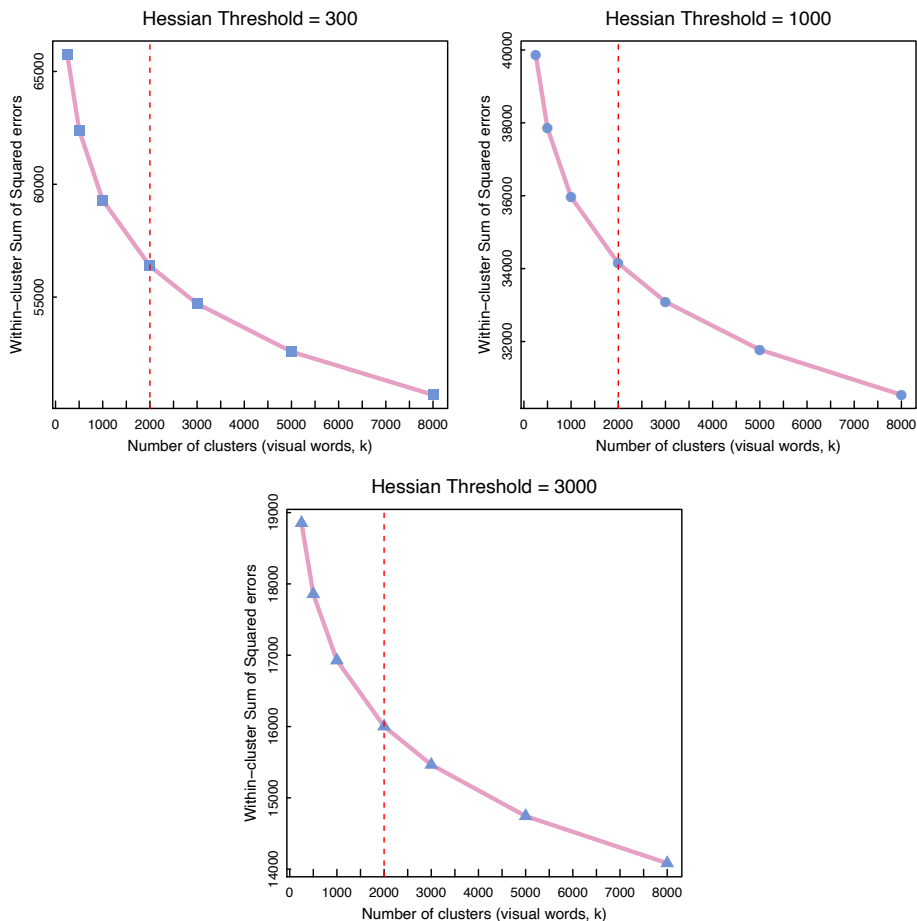 Hessian Threshold = 300
Within−cluster Sum of Squared errors
65000
60000
55000
0 1000 2000 3000 4000 5000 6000 7000 8000
Number of clusters (visual words, k)
Hessian Threshold = 1000
Within−cluster Sum of Squared errors
40000
38000
36000
34000
32000
0 1000 2000 3000 4000 5000 6000 7000 8000
Number of clusters (visual words, k)
Hessian Threshold = 3000
Within−cluster Sum of Squared errors
19000
18000
17000
16000
15000
14000
0 1000 2000 3000 4000 5000 6000 7000 8000
Number of clusters (visual words, k)